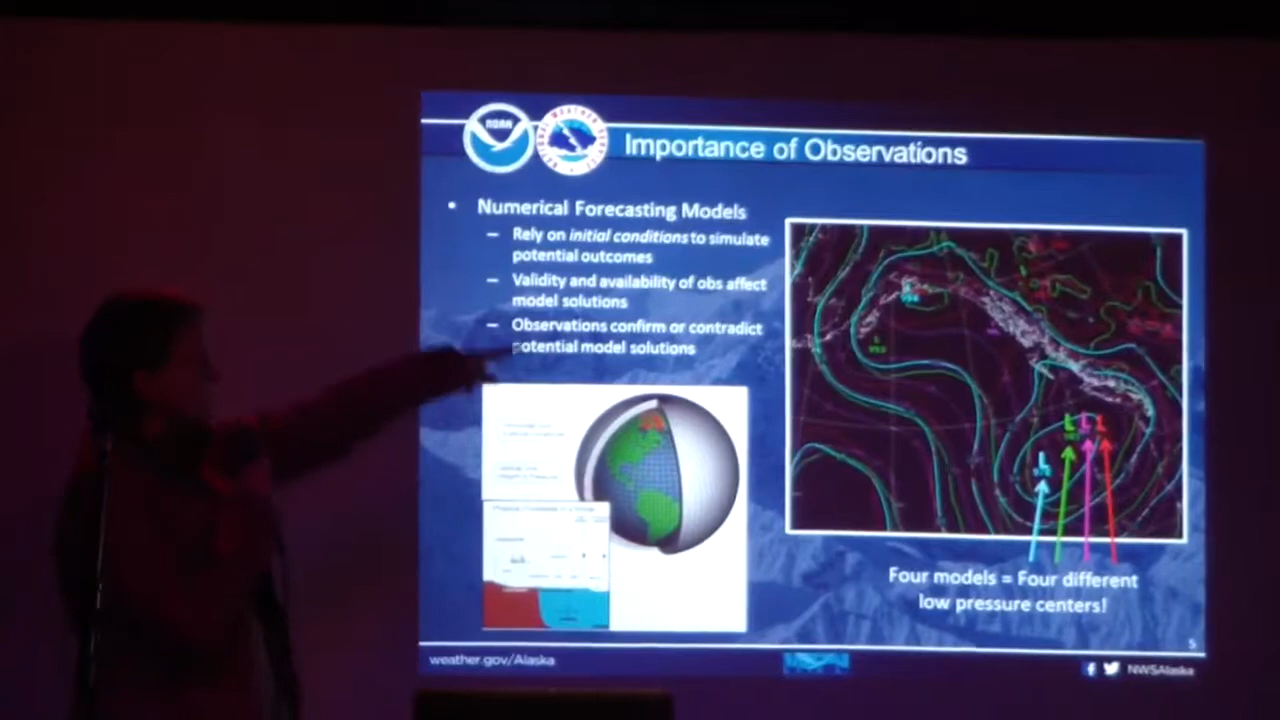 NOAA
Importance of Observations
• Numerical Forecasting Models
– Rely on initial conditions to simulate
potential outcomes
– Validity and availability of obs affect
model solutions
– Observations confirm or contradict
potential model solutions
L
L
L
L
Four models = Four different
low pressure centers!
5
weather.gov/Alaska
NWSAlaska